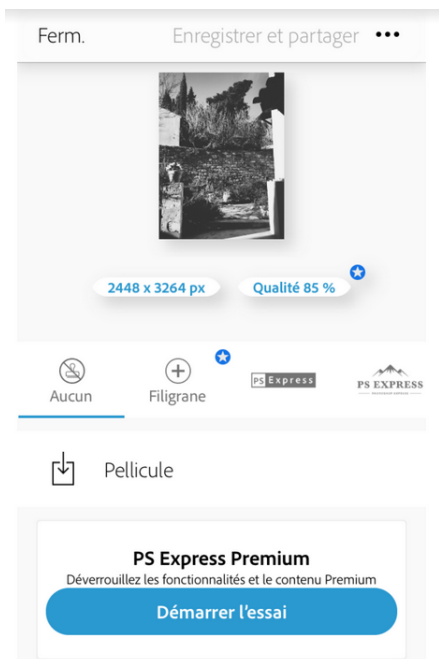 Ferm. Enregistrer et partager •••
2448 x 3264 px Qualité 85 %
Aucun Filigrane PS Express PS EXPRESS
Pellicule
PS Express Premium
Déverrouillez les fonctionnalités et le contenu Premium
Démarrer l'essai